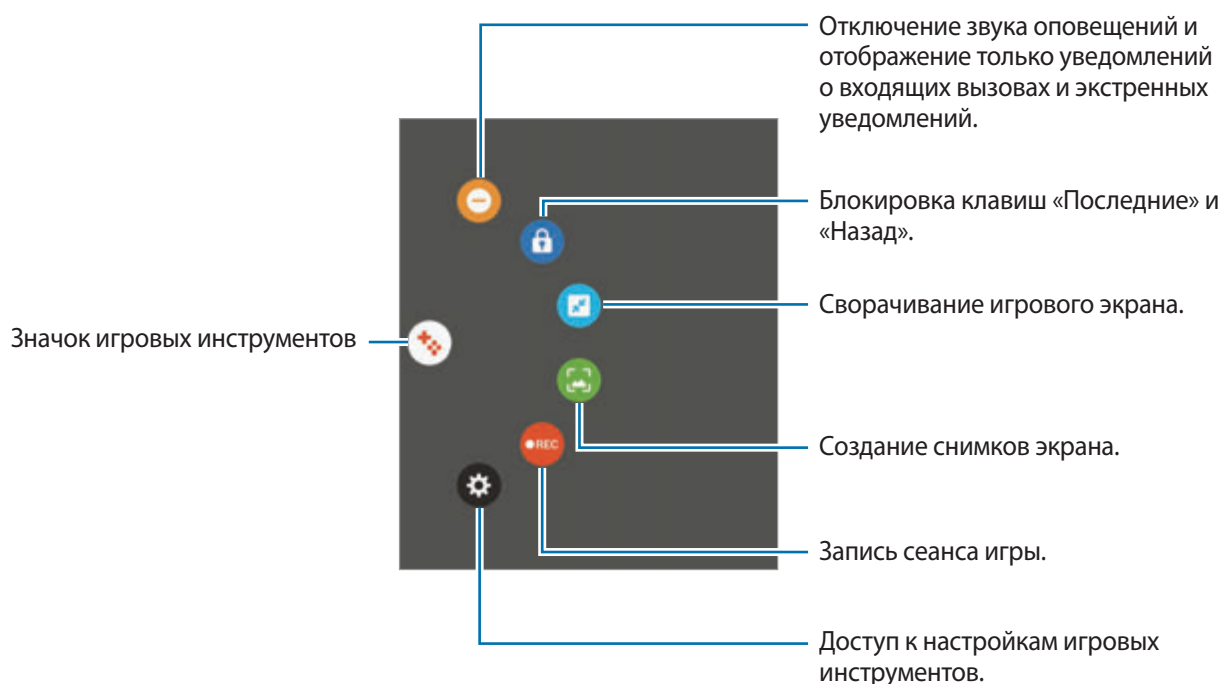 Отключение звука оповещений и
отображение только уведомлений
о входящих вызовах и экстренных
уведомлений.
Блокировка клавиш «Последние» и
«Назад».
Сворачивание игрового экрана.
Значок игровых инструментов
Создание снимков экрана.
REC
Запись сеанса игры.
Доступ к настройкам игровых
инструментов.